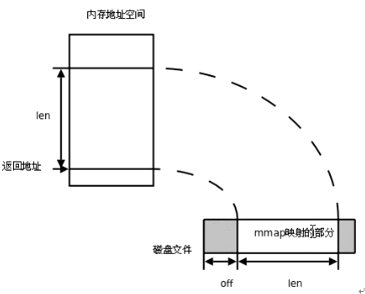 内存地址空间
len
返回地址
mmap映射的部分
磁盘文件
off
len